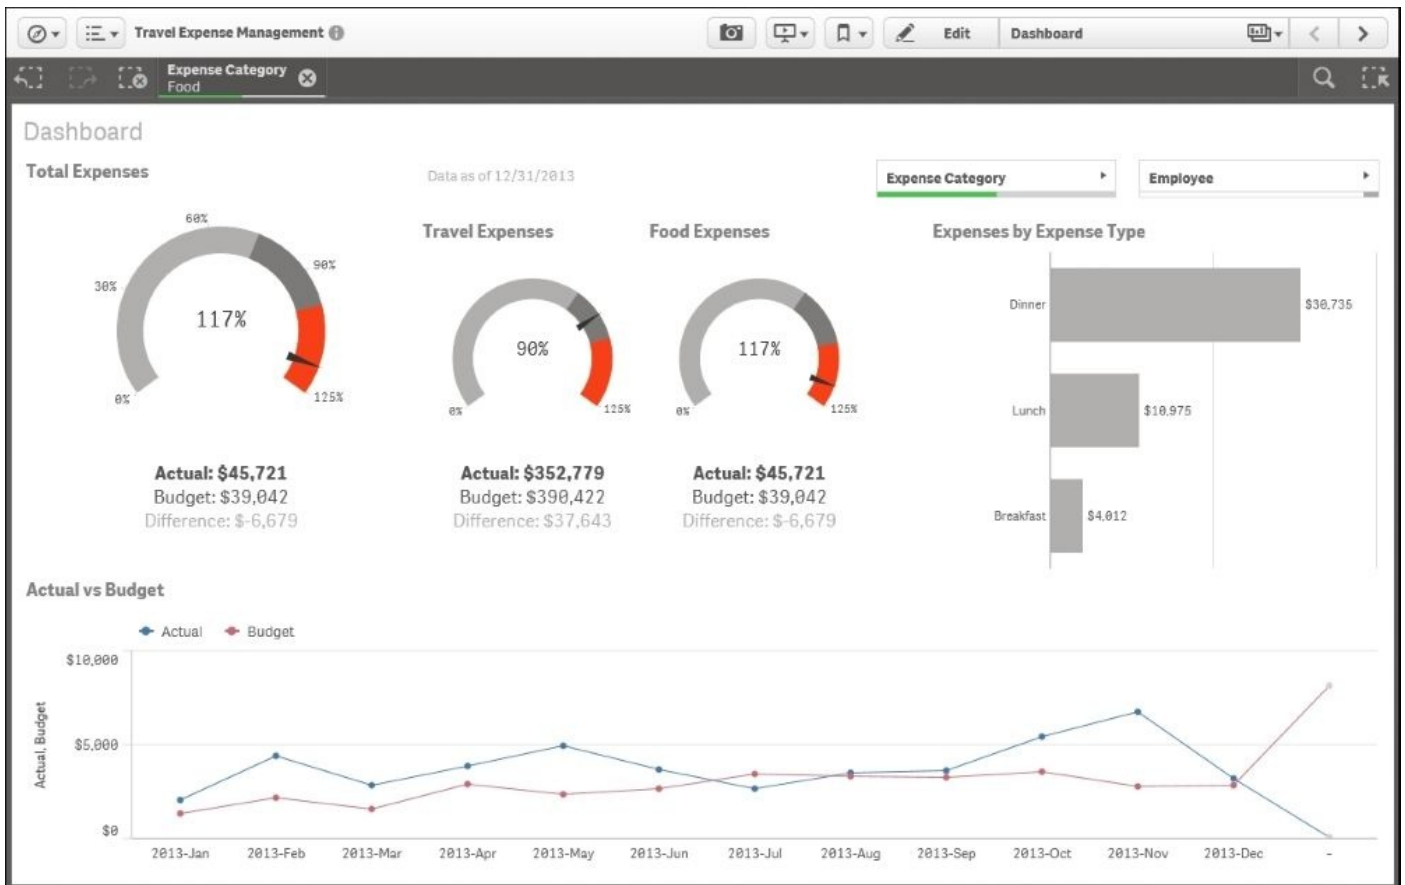 Travel Expense Management
Edit
Dashboard
Expense Category
Food
Dashboard
Total Expenses
Data as of 12/31/2013
Expense Category
Employee
60%
30%
90%
117%
0%
125%
Travel Expenses
90%
0%
125%
Food Expenses
117%
0%
125%
Expenses by Expense Type
Dinner
$30,735
Lunch
$10,975
Breakfast
$4,012
Actual: $45,721
Budget: $39,042
Difference: $-6,679
Actual: $352,779
Budget: $390,422
Difference: $37,643
Actual: $45,721
Budget: $39,042
Difference: $-6,679
Actual vs Budget
Actual
Budget
Actual, Budget
$10,000
$5,000
$0
2013-Jan 2013-Feb 2013-Mar 2013-Apr 2013-May 2013-Jun 2013-Jul 2013-Aug 2013-Sep 2013-Oct 2013-Nov 2013-Dec -